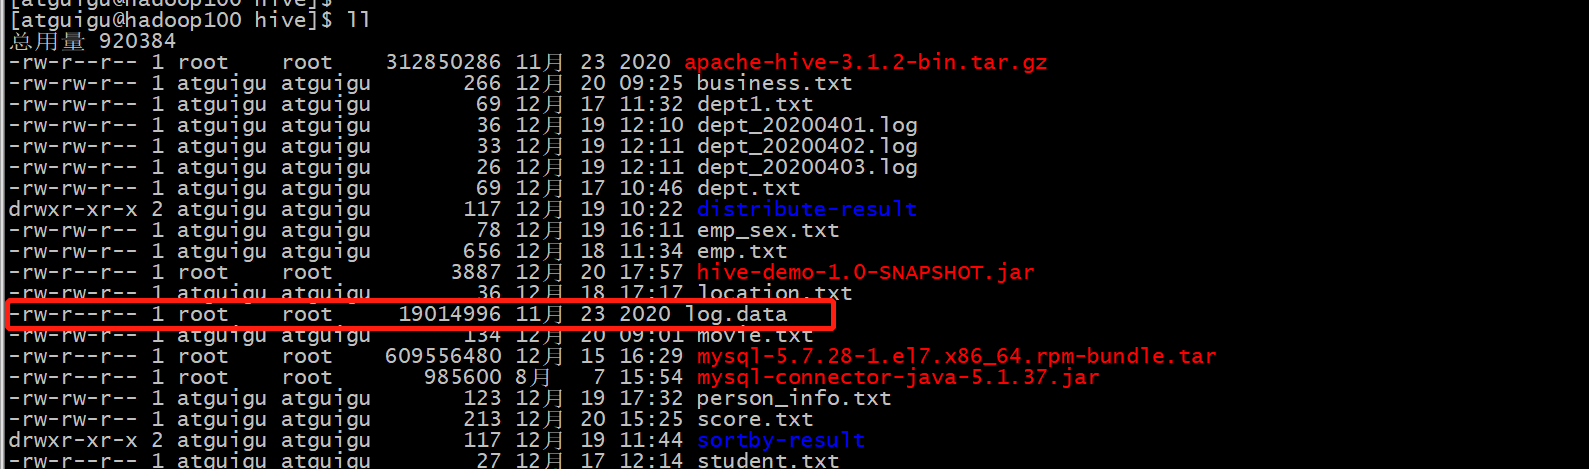 [atguigu@hadoop100 hive]$
[atguigu@hadoop100 hive]$ ll
总用量 920384
-rw-r--r-- 1 root    root    312850286 11月 23 2020 apache-hive-3.1.2-bin.tar.gz
-rw-rw-r-- 1 atguigu atguigu       266 12月 20 09:25 business.txt
-rw-rw-r-- 1 atguigu atguigu        69 12月 17 11:32 dept1.txt
-rw-rw-r-- 1 atguigu atguigu        36 12月 19 12:10 dept_20200401.log
-rw-rw-r-- 1 atguigu atguigu        33 12月 19 12:11 dept_20200402.log
-rw-rw-r-- 1 atguigu atguigu        26 12月 19 12:11 dept_20200403.log
-rw-rw-r-- 1 atguigu atguigu        69 12月 17 10:46 dept.txt
drwxr-xr-x 2 atguigu atguigu       117 12月 19 10:22 distribute-result
-rw-rw-r-- 1 atguigu atguigu        78 12月 19 16:11 emp_sex.txt
-rw-rw-r-- 1 atguigu atguigu       656 12月 18 11:34 emp.txt
-rw-r--r-- 1 root    root         3887 12月 20 17:57 hive-demo-1.0-SNAPSHOT.jar
-rw-rw-r-- 1 atguigu atguigu        36 12月 18 17:17 location.txt
-rw-r--r-- 1 root    root     19014996 11月 23 2020 log.data
-rw-rw-r-- 1 atguigu atguigu       134 12月 20 09:01 movie.txt
-rw-r--r-- 1 root    root    609556480 12月 15 16:29 mysql-5.7.28-1.el7.x86_64.rpm-bundle.tar
-rw-r--r-- 1 root    root       985600 8月   7 15:54 mysql-connector-java-5.1.37.jar
-rw-rw-r-- 1 atguigu atguigu       123 12月 19 17:32 person_info.txt
-rw-rw-r-- 1 atguigu atguigu       213 12月 20 15:25 score.txt
drwxr-xr-x 2 atguigu atguigu       117 12月 19 11:44 sortby-result
-rw-rw-r-- 1 atguigu atguigu        27 12月 17 12:14 student.txt